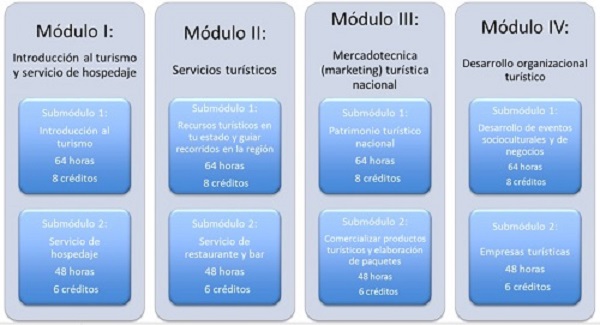 Módulo I:
Introducción al turismo
y servicio de hospedaje
Submódulo 1:
Introducción al
turismo
64 horas
8 créditos
Submódulo 2:
Servicio de
hospedaje
48 horas
6 créditos
Módulo II:
Servicios turísticos
Submódulo 1:
Recursos turísticos en
tu estado y guiar
recorridos en la región
64 horas
8 créditos
Submódulo 2:
Servicio de
restaurante y bar
48 horas
6 créditos
Módulo III:
Mercadotecnica
(marketing) turística
nacional
Submódulo 1:
Patrimonio turístico
nacional
64 horas
8 créditos
Submódulo 2:
Comercializar productos
turísticos y elaboración
de paquetes
48 horas
6 créditos
Módulo IV:
Desarrollo organizacional
turístico
Submódulo 1:
Desarrollo de eventos
socioculturales y de
negocios
64 horas
8 créditos
Submódulo 2:
Empresas turísticas
48 horas
6 créditos